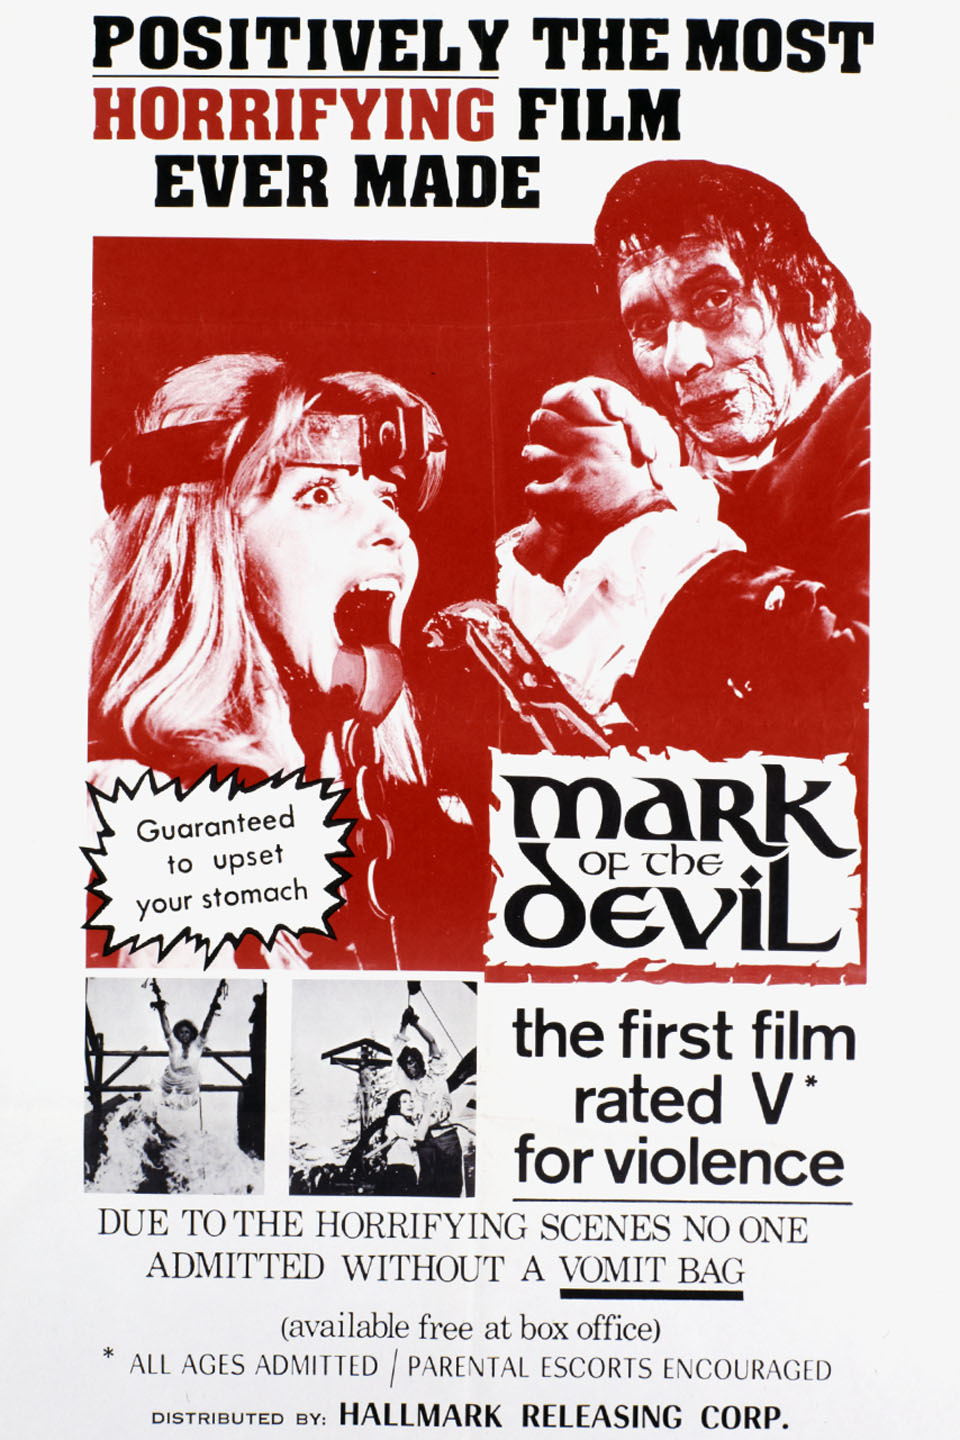 POSITIVELY THE MOST
HORRIFYING FILM
EVER MADE
Guaranteed
to upset
your stomach
MARK
OF THE
DEVIL
the first film
rated V*
for violence
DUE TO THE HORRIFYING SCENES NO ONE
ADMITTED WITHOUT A VOMIT BAG
(available free at box office)
* ALL AGES ADMITTED / PARENTAL ESCORTS ENCOURAGED
DISTRIBUTED BY: HALLMARK RELEASING CORP.